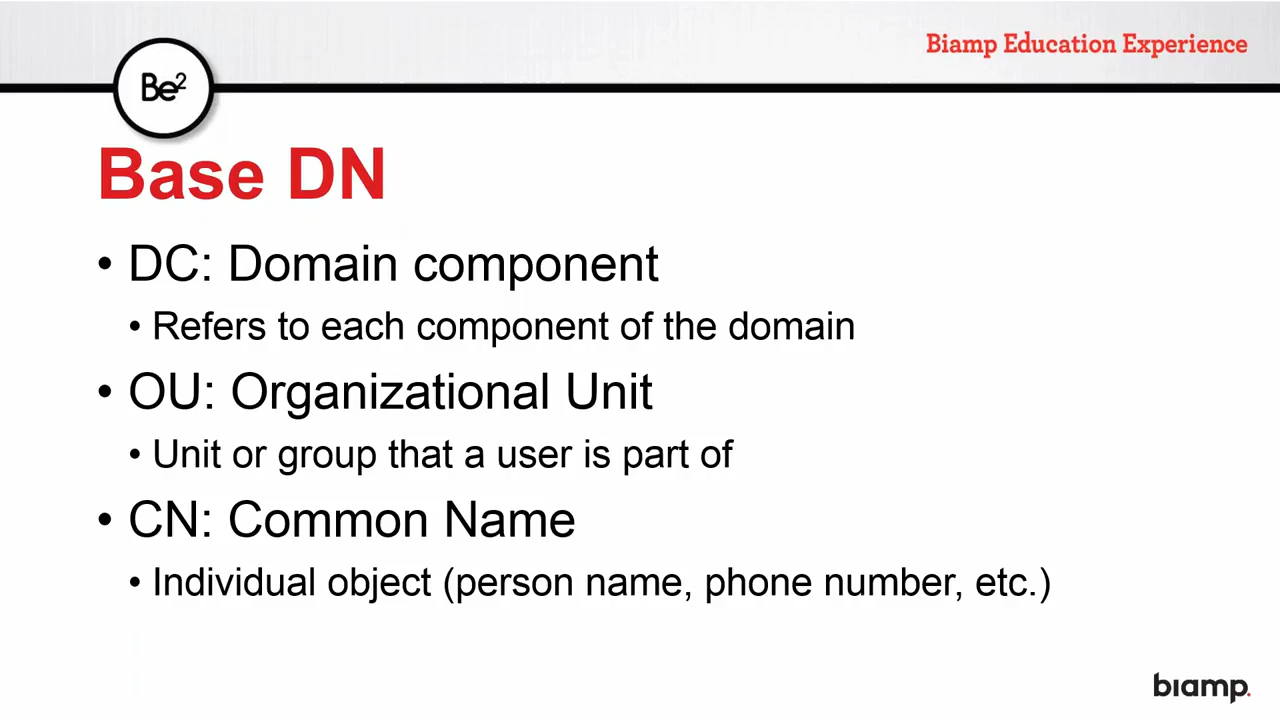 Biamp Education Experience
Be²
Base DN
• DC: Domain component
• Refers to each component of the domain
• OU: Organizational Unit
• Unit or group that a user is part of
• CN: Common Name
• Individual object (person name, phone number, etc.)
biamp.